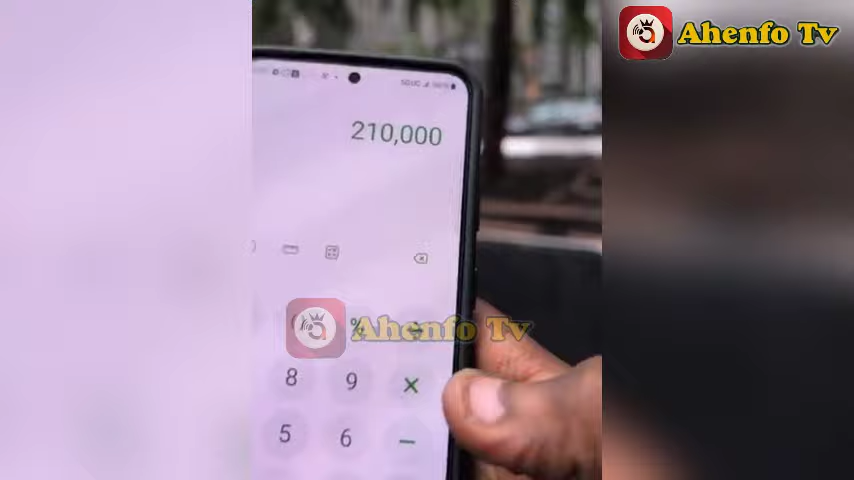 Ahenfo Tv
210,000
%
Ahenfo Tv
8 9 ×
5 6 −